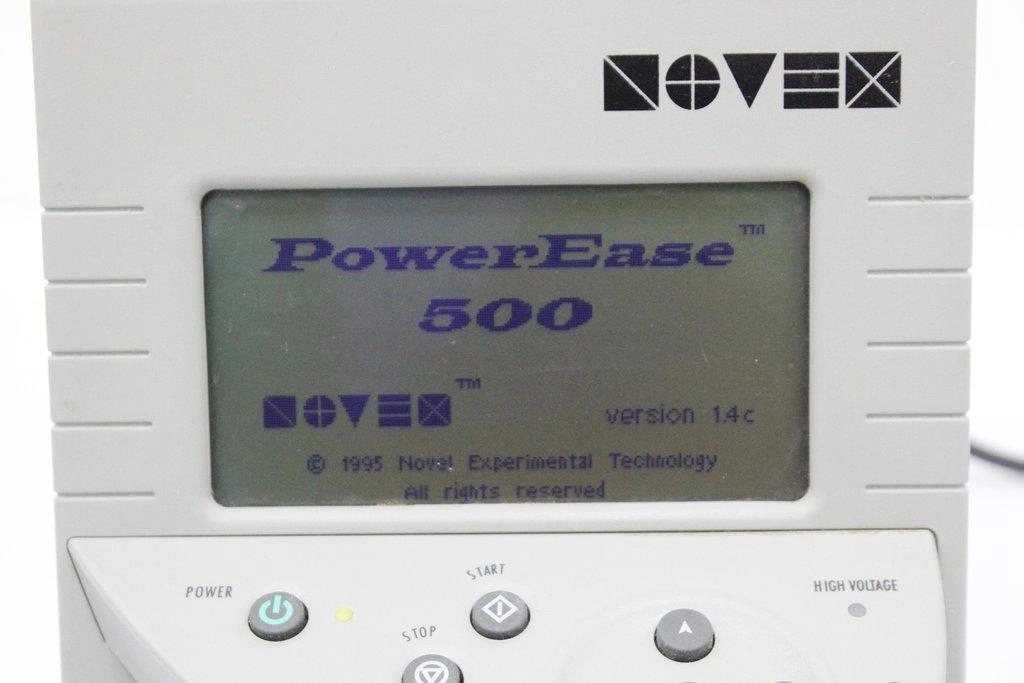 NOVEX
PowerEase™
500
NOVEX™
version 1.4c
© 1995 Novel Experimental Technology
All rights reserved
POWER
START
HIGH VOLTAGE
STOP